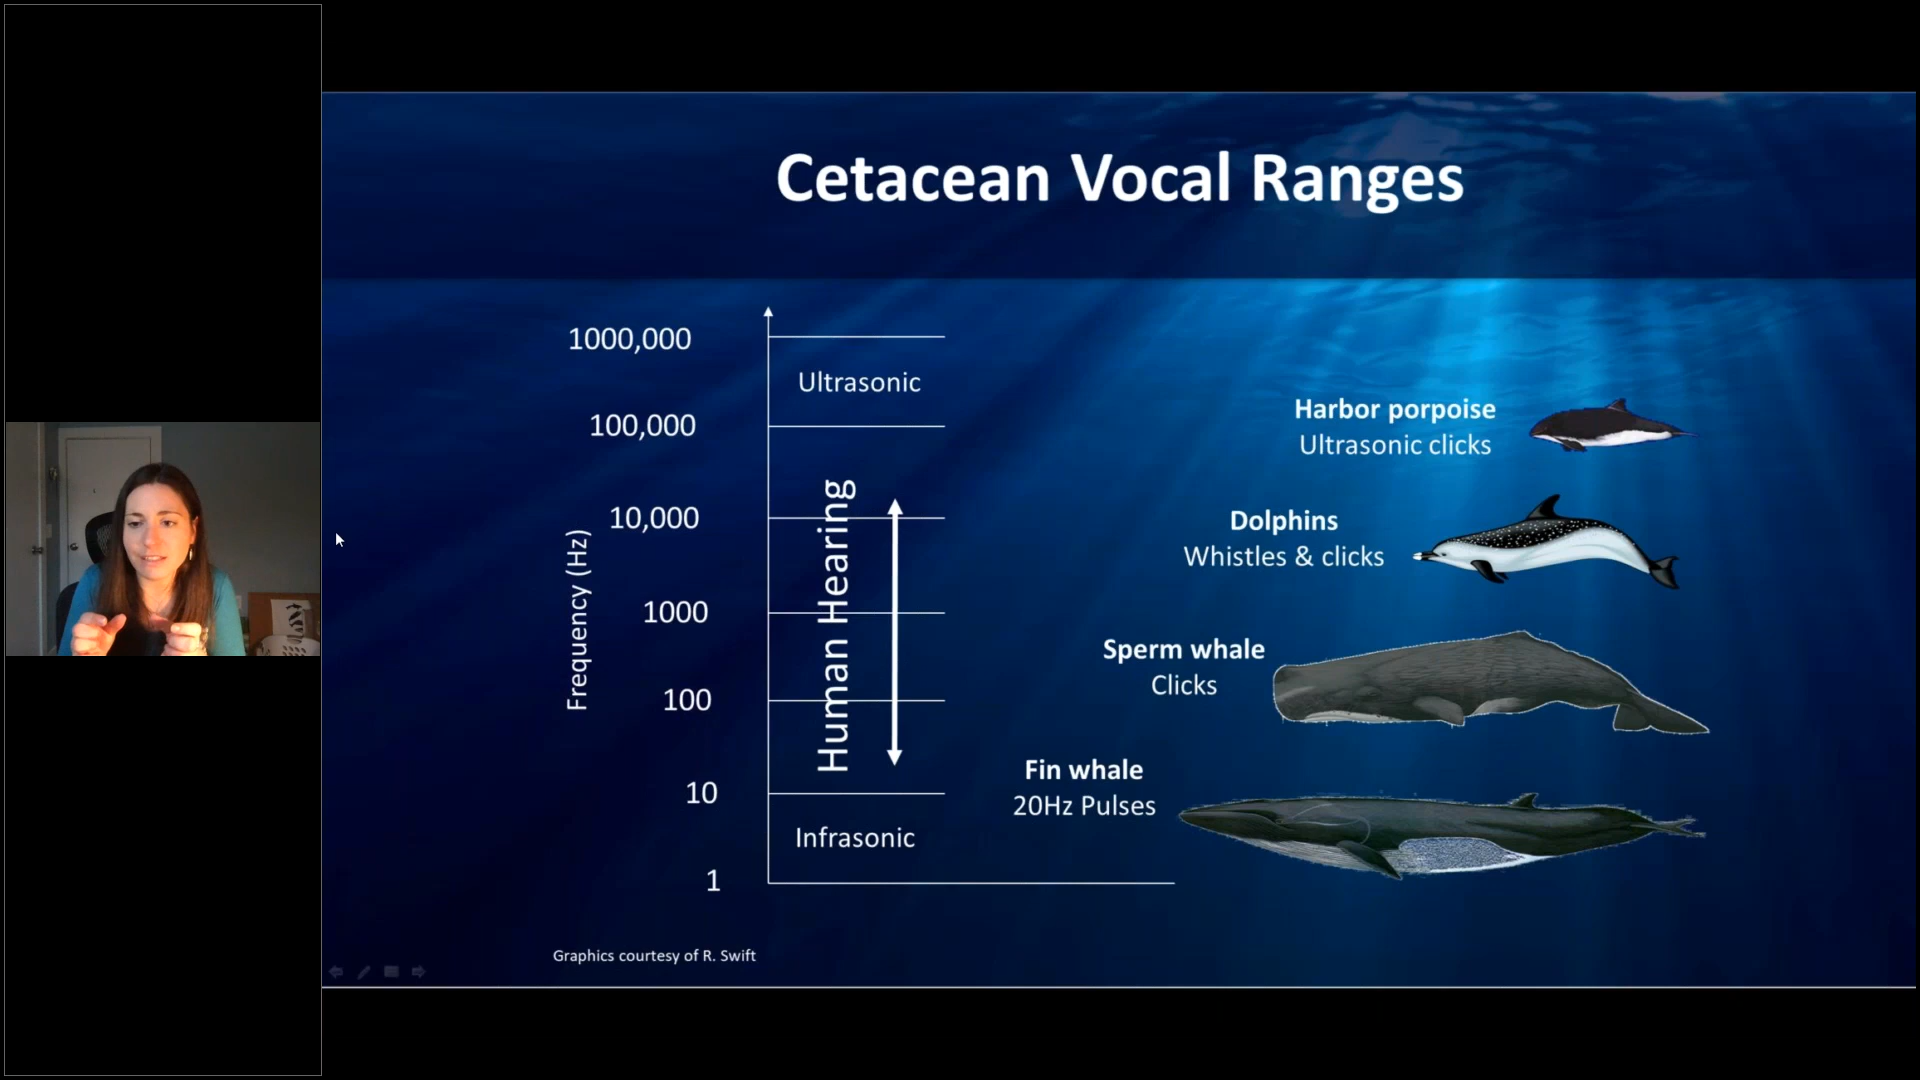 Cetacean Vocal Ranges
1000,000
Ultrasonic
100,000
Harbor porpoise
Ultrasonic clicks
10,000
Dolphins
Whistles & clicks
Human Hearing
Frequency (Hz)
1000
Sperm whale
Clicks
100
Fin whale
20Hz Pulses
10
Infrasonic
1
Graphics courtesy of R. Swift